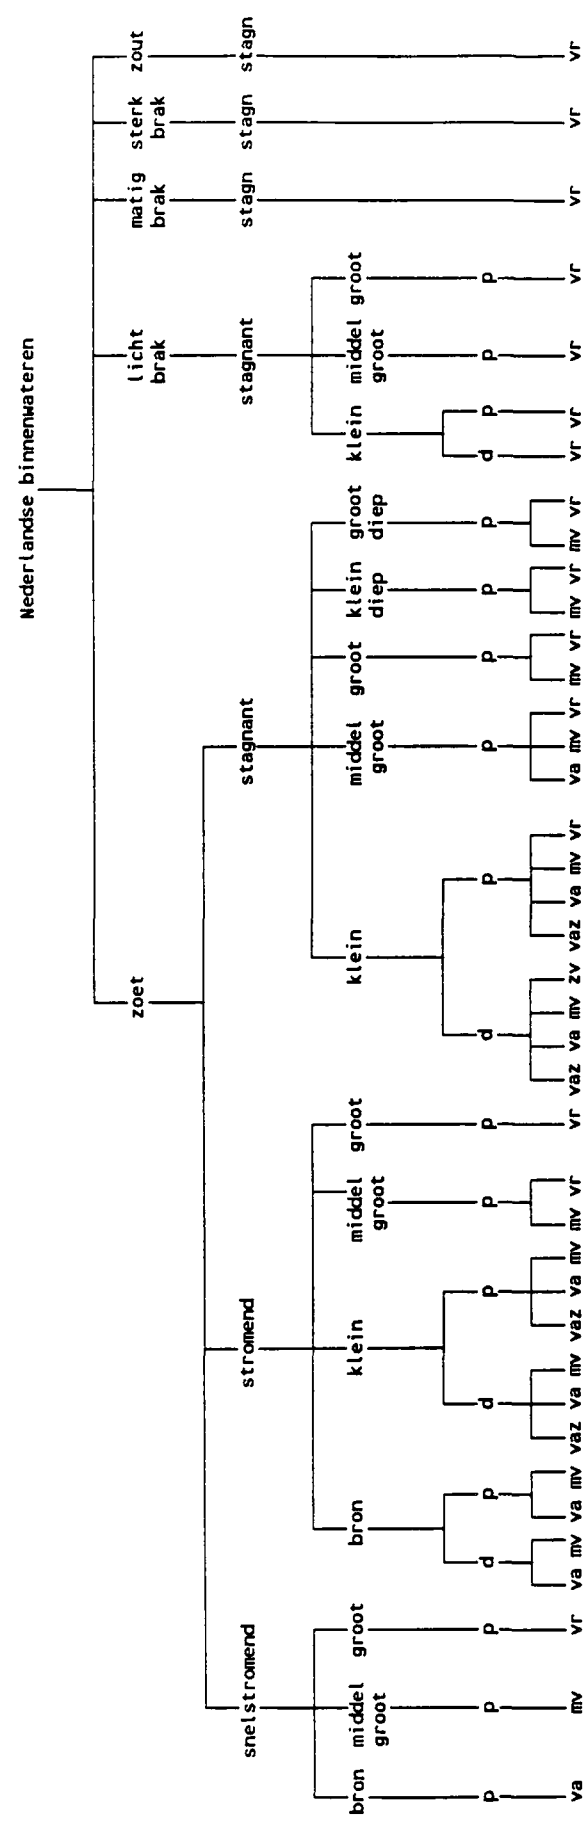 Nederlandse binnenwateren
zoet licht matig sterk zout
brak brak brak
snelstromend stromend stagnant stagnant stagn stagn stagn
bron middel groot bron klein middel groot klein middel groot klein groot klein middel groot
groot groot groot diep diep groot
p p p d p d p p p d p p p p p d p p p
va mv vr va mv va mv vaz va mv vaz va mv mv vr vr vaz va mv zv vaz va mv vr va mv vr mv vr mv vr mv vr vr vr vr vr vr vr vr